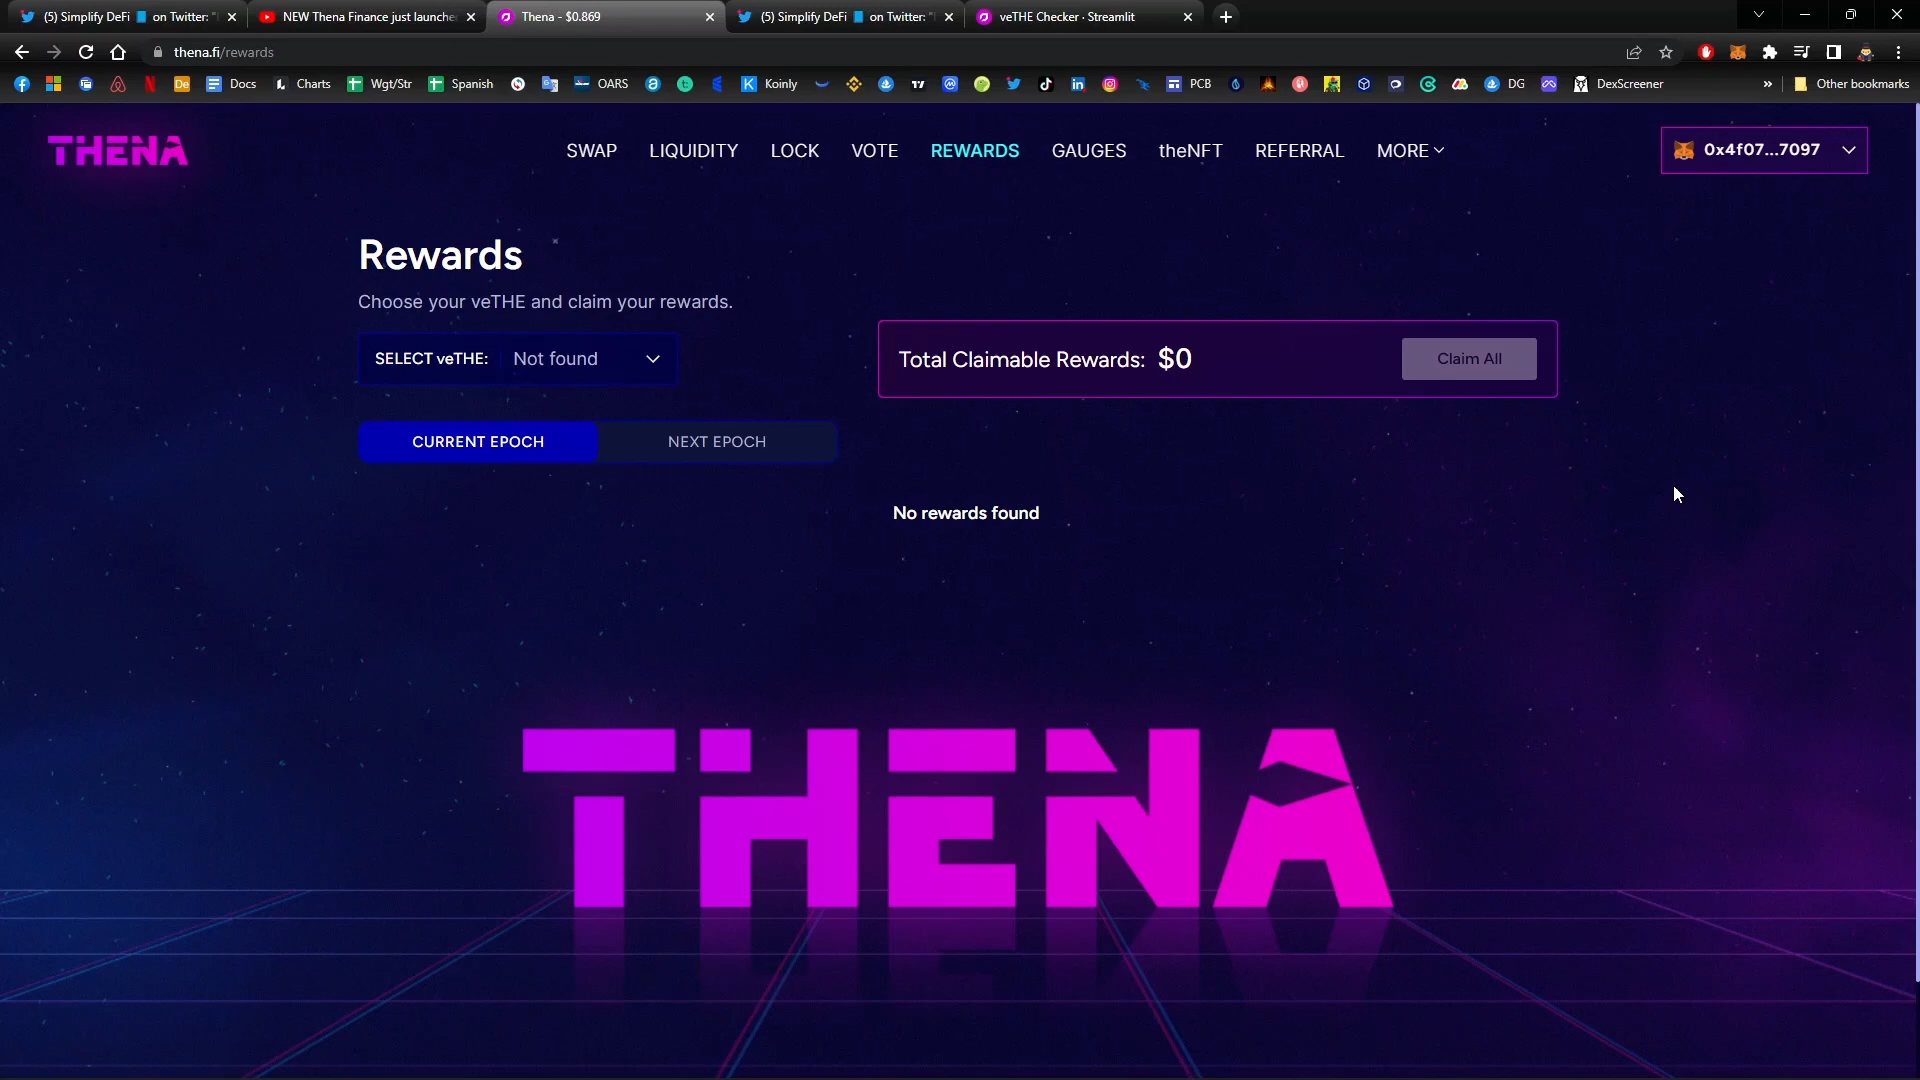 (5) Simplify DeFi 📘 on Twitter: "
NEW Thena Finance just launche
Thena - $0.869
(5) Simplify DeFi 📘 on Twitter: "
veTHE Checker · Streamlit
thena.fi/rewards
De
Docs
Charts
Wgt/Str
Spanish
OARS
Koinly
PCB
DG
DexScreener
»
Other bookmarks
THENA
SWAP
LIQUIDITY
LOCK
VOTE
REWARDS
GAUGES
theNFT
REFERRAL
MORE
0x4f07...7097
Rewards
Choose your veTHE and claim your rewards.
SELECT veTHE: Not found
Total Claimable Rewards: $0
Claim All
CURRENT EPOCH
NEXT EPOCH
No rewards found
THENA